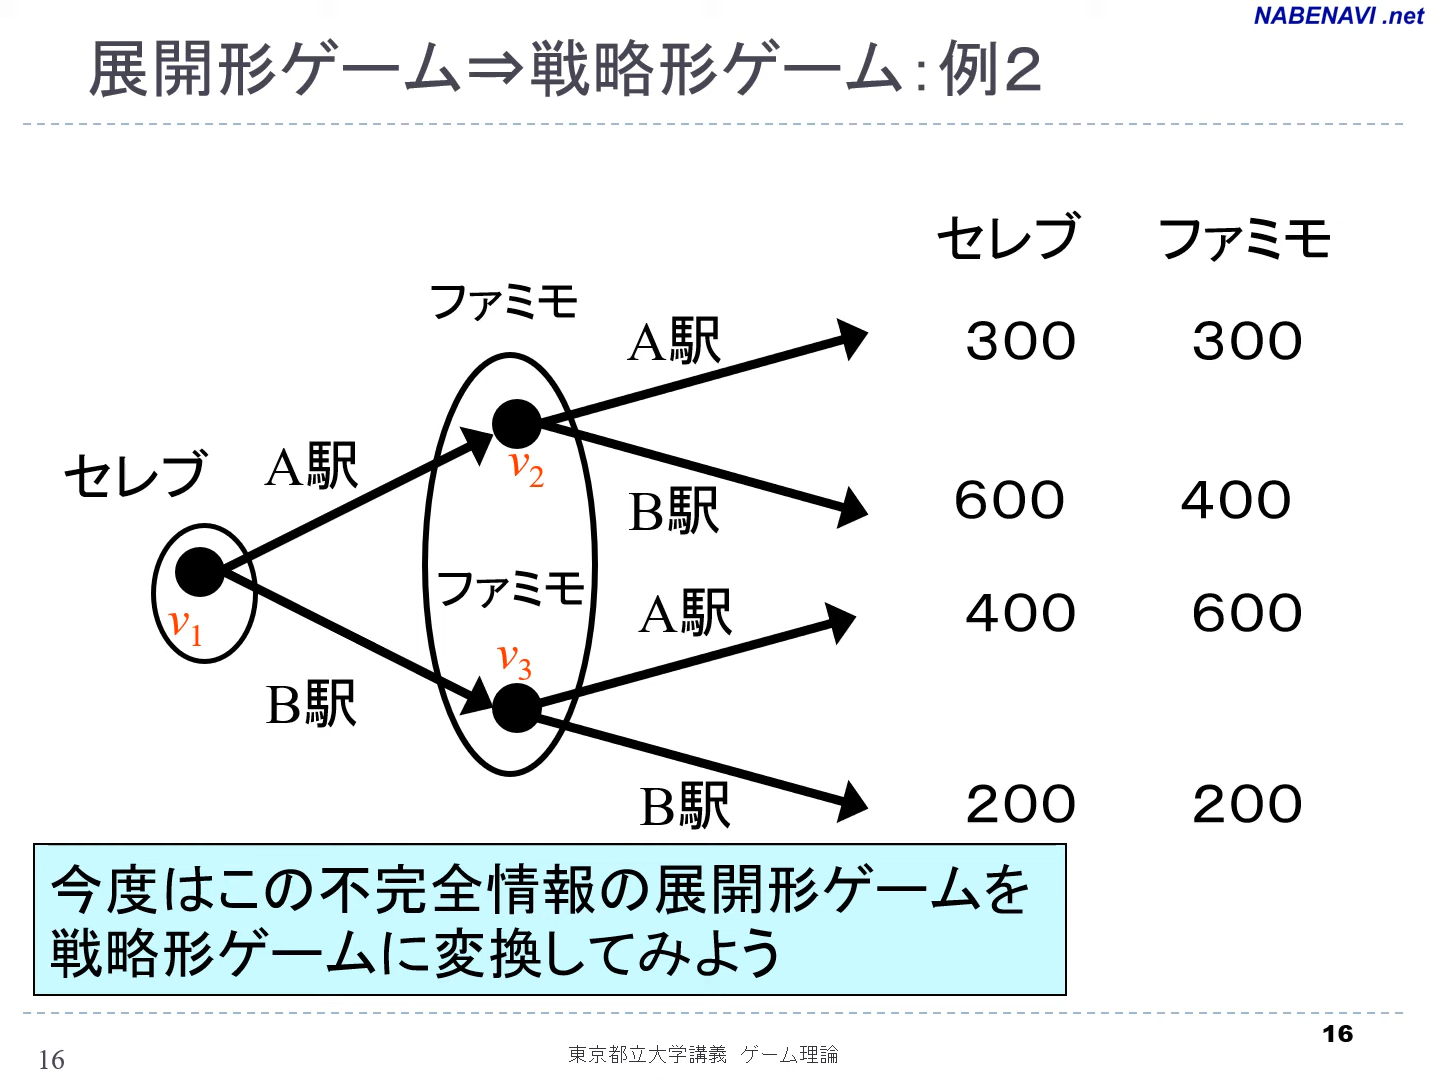 NABENAVI .net
展開形ゲーム⇒戦略形ゲーム：例２
セレブ ファミモ
ファミモ
A駅 300 300
セレブ A駅
v2
B駅 600 400
v1
ファミモ
A駅 400 600
v3
B駅
B駅 200 200
今度はこの不完全情報の展開形ゲームを
戦略形ゲームに変換してみよう
16
16 東京都立大学講義 ゲーム理論